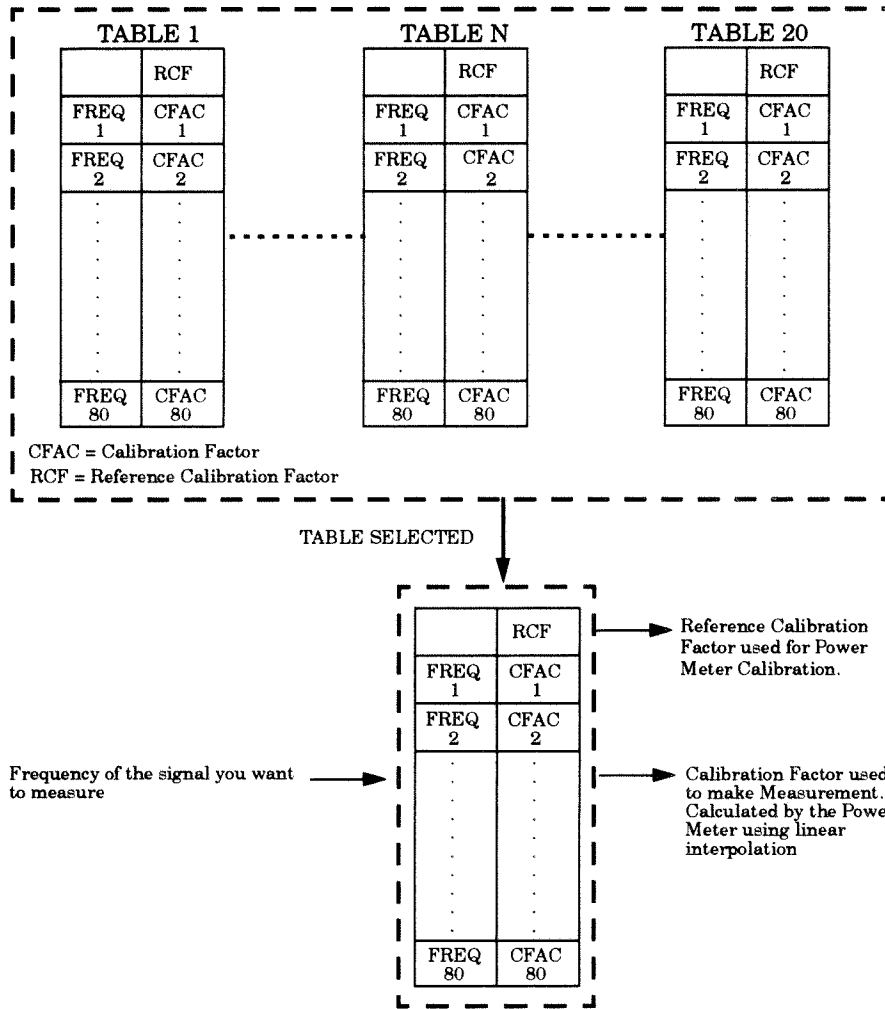 TABLE 1 TABLE N TABLE 20
RCF RCF RCF
FREQ CFAC FREQ CFAC FREQ CFAC
1 1 1 1 1 1
FREQ CFAC FREQ CFAC FREQ CFAC
2 2 2 2 2 2
FREQ CFAC FREQ CFAC FREQ CFAC
80 80 80 80 80 80
CFAC = Calibration Factor
RCF = Reference Calibration Factor
TABLE SELECTED
RCF
FREQ CFAC
1 1
FREQ CFAC
2 2
FREQ CFAC
80 80
Reference Calibration
Factor used for Power
Meter Calibration.
Frequency of the signal you want
to measure
Calibration Factor used
to make Measurement.
Calculated by the Powe
Meter using linear
interpolation